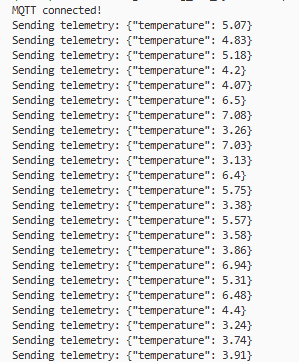 MQTT connected!
Sending telemetry: {"temperature": 5.07}
Sending telemetry: {"temperature": 4.83}
Sending telemetry: {"temperature": 5.18}
Sending telemetry: {"temperature": 4.2}
Sending telemetry: {"temperature": 4.07}
Sending telemetry: {"temperature": 6.5}
Sending telemetry: {"temperature": 7.08}
Sending telemetry: {"temperature": 3.26}
Sending telemetry: {"temperature": 7.03}
Sending telemetry: {"temperature": 3.13}
Sending telemetry: {"temperature": 6.4}
Sending telemetry: {"temperature": 5.75}
Sending telemetry: {"temperature": 3.38}
Sending telemetry: {"temperature": 5.57}
Sending telemetry: {"temperature": 3.58}
Sending telemetry: {"temperature": 3.86}
Sending telemetry: {"temperature": 6.94}
Sending telemetry: {"temperature": 5.31}
Sending telemetry: {"temperature": 6.48}
Sending telemetry: {"temperature": 4.4}
Sending telemetry: {"temperature": 3.24}
Sending telemetry: {"temperature": 3.74}
Sending telemetry: {"temperature": 3.91}